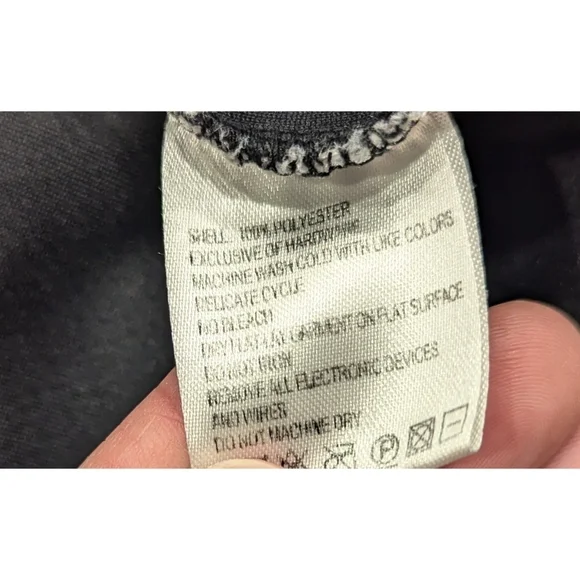 SHELL: 100% POLYESTER
EXCLUSIVE OF HARDWARE
MACHINE WASH COLD WITH LIKE COLORS
DELICATE CYCLE
NO BLEACH
DRY FLAT LAY GARMENT ON FLAT SURFACE
DO NOT IRON
REMOVE ALL ELECTRONIC DEVICES
AND WIRES
DO NOT MACHINE DRY
P